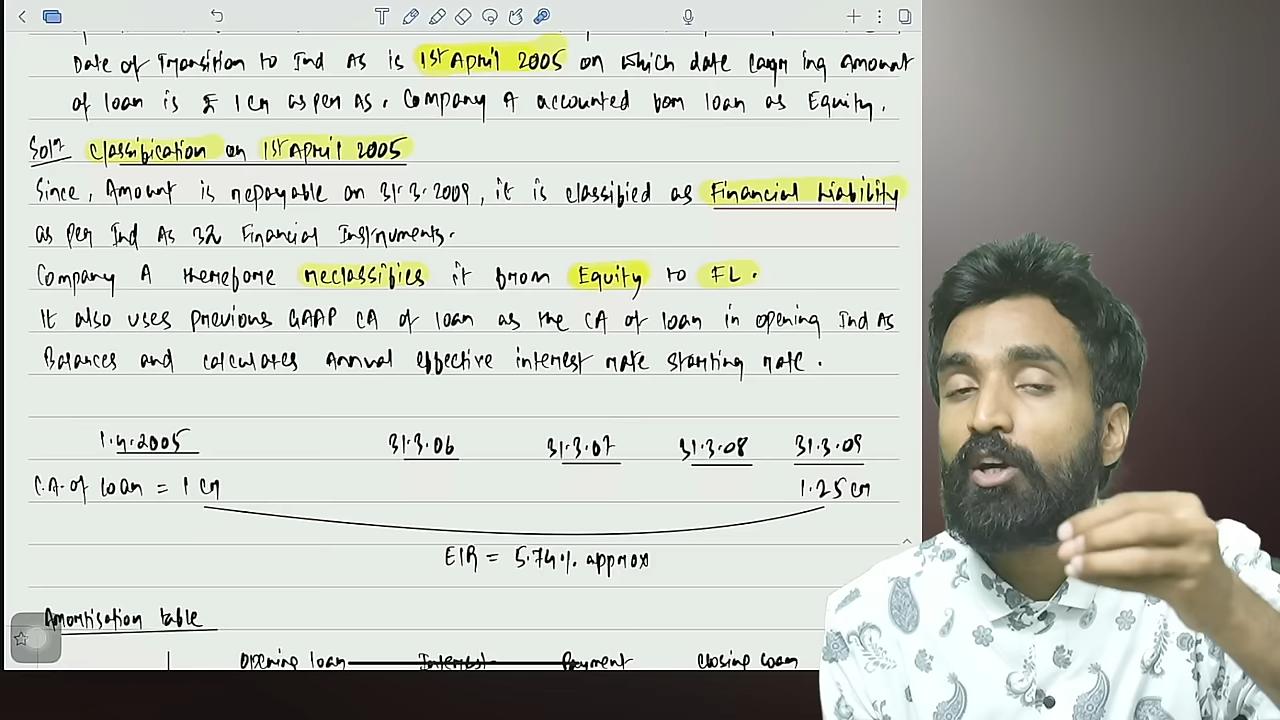 Date of Transition to Ind As is 1st April 2005 on which date carrying Amount
of loan is ₹ 1 cr as per AS. Company A accounted from loan as Equity.
Soln Classification on 1st April 2005
Since, Amount is repayable on 31.3.2009, it is classified as Financial Liability
as per Ind As 32 Financial Instruments.
Company A therefore reclassifies it from Equity to FL.
It also uses previous GAAP CA of loan as the CA of loan in opening Ind AS
Balances and calculates Annual effective interest rate starting rate.
1.4.2005 31.3.06 31.3.07 31.3.08 31.3.09
C.A. of loan = 1 cr 1.25 cr
EIR = 5.74% approx
Amortisation table
Opening loan Interest Payment Closing loan